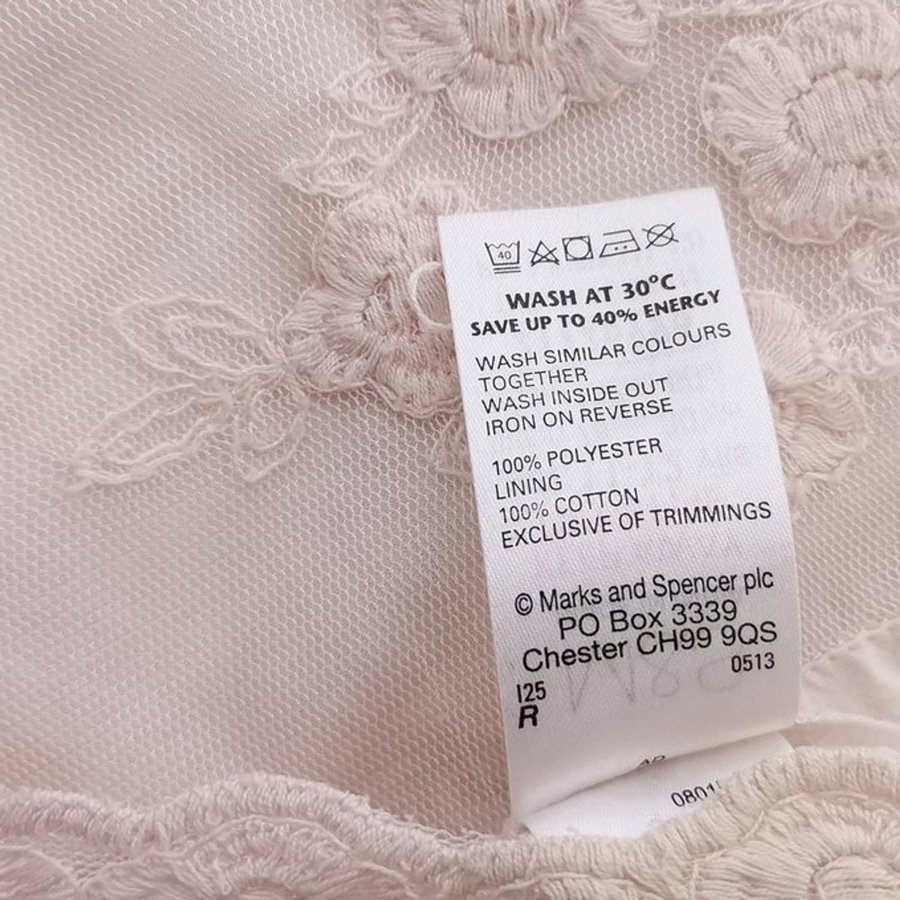 40
WASH AT 30°C
SAVE UP TO 40% ENERGY
WASH SIMILAR COLOURS
TOGETHER
WASH INSIDE OUT
IRON ON REVERSE
100% POLYESTER
LINING
100% COTTON
EXCLUSIVE OF TRIMMINGS
© Marks and Spencer plc
PO Box 3339
Chester CH99 9QS
0513
I25
R